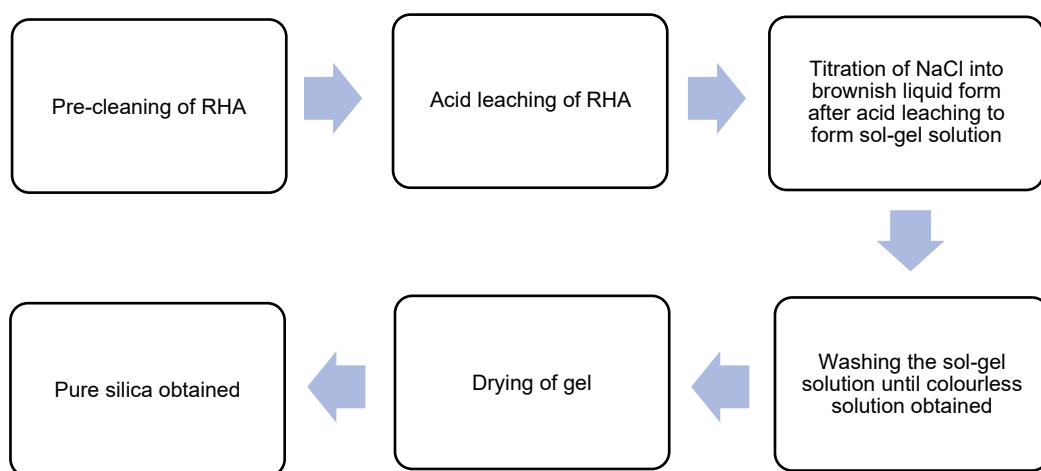 Pre-cleaning of RHA
Acid leaching of RHA
Titration of NaCl into
brownish liquid form
after acid leaching to
form sol-gel solution
Washing the sol-gel
solution until colourless
solution obtained
Drying of gel
Pure silica obtained